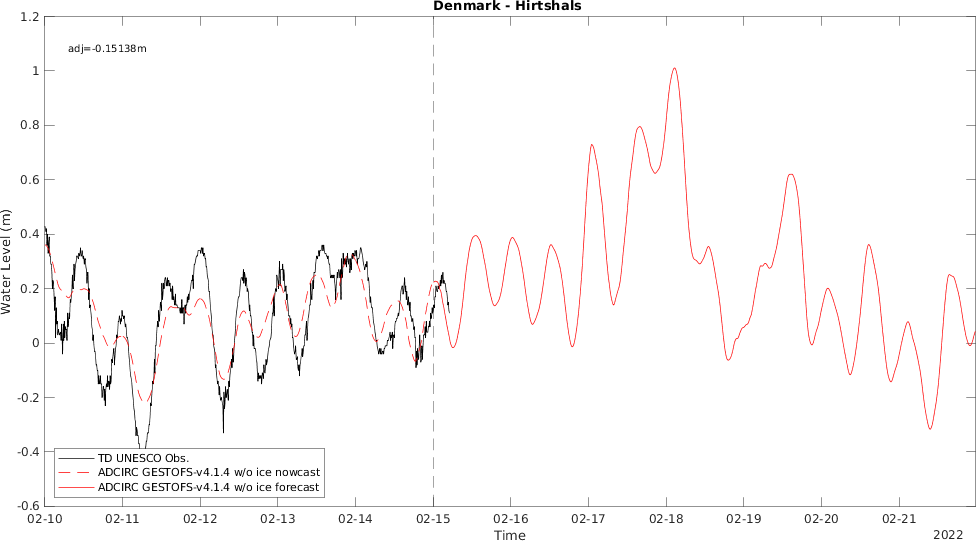 Denmark - Hirtshals
adj=-0.15138m
Water Level (m)
1.2
1
0.8
0.6
0.4
0.2
0
-0.2
-0.4
-0.6
TD UNESCO Obs.
ADCIRC GESTOFS-v4.1.4 w/o ice nowcast
ADCIRC GESTOFS-v4.1.4 w/o ice forecast
02-10 02-11 02-12 02-13 02-14 02-15 02-16 02-17 02-18 02-19 02-20 02-21
Time
2022